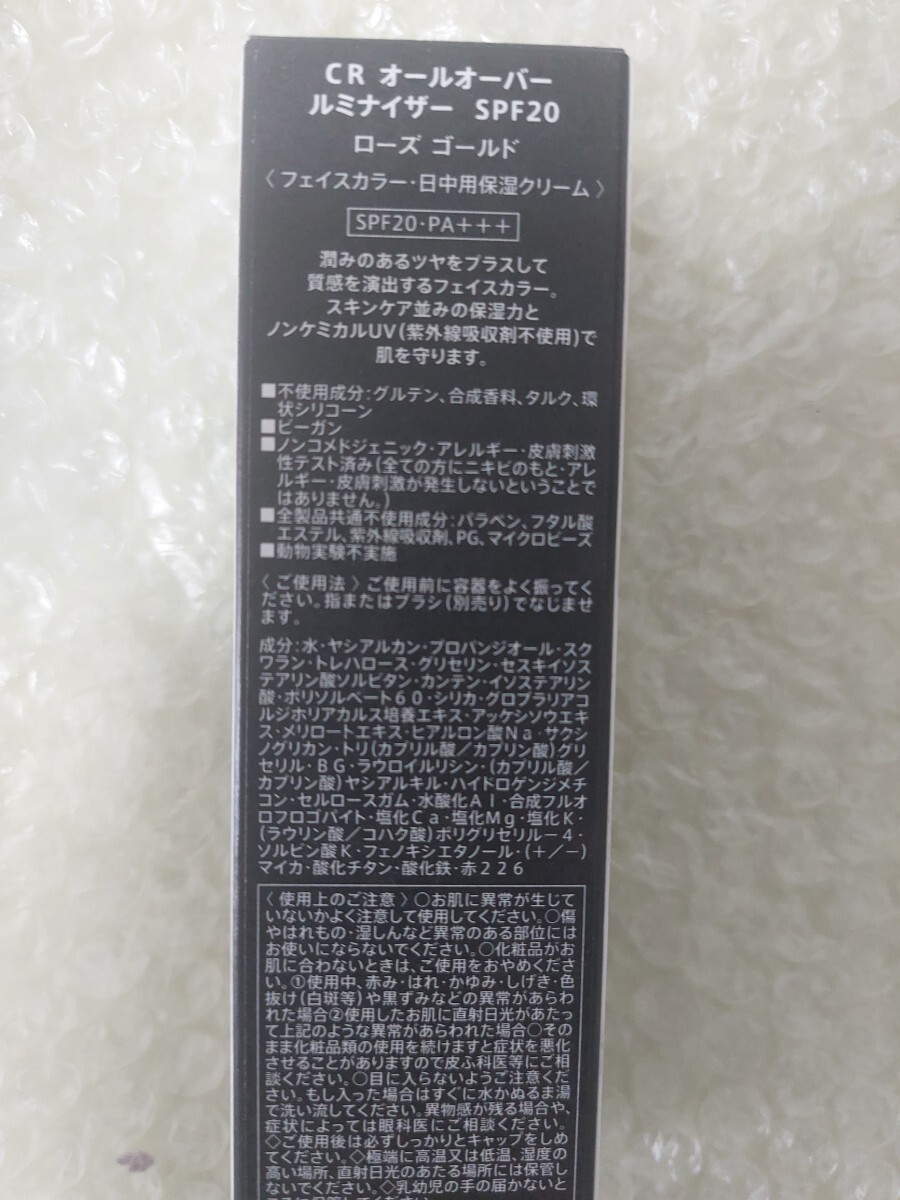 CR オールオーバー
ルミナイザー SPF20
ローズ ゴールド
〈 フェイスカラー・日中用保湿クリーム 〉
SPF20・PA+++
潤みのあるツヤをプラスして
質感を演出するフェイスカラー。
スキンケア並みの保湿力と
ノンケミカルUV(紫外線吸収剤不使用)で
肌を守ります。
■不使用成分:グルテン、合成香料、タルク、環
状シリコーン
■ビーガン
■ノンコメドジェニック・アレルギー・皮膚刺激
性テスト済み(全ての方にニキビのもと・アレ
ルギー・皮膚刺激が発生しないということで
はありません。)
■全製品共通不使用成分:パラベン、フタル酸
エステル、紫外線吸収剤、PG、マイクロビーズ
■動物実験不実施
〈 ご使用法 〉ご使用前に容器をよく振ってく
ださい。指またはブラシ(別売り)でなじませ
ます。
成分:水・ヤシアルカン・プロパンジオール・スク
ワラン・トレハロース・グリセリン・セスキイソス
テアリン酸ソルビタン・カンテン・イソステアリン
酸・ポリソルベート60・シリカ・グロブラリアコ
ルジホリアカルス培養エキス・アッケシソウエキ
ス・メリロートエキス・ヒアルロン酸Na・サクシ
ノグリカン・トリ(カプリル酸/カプリン酸)グリ
セリル・BG・ラウロイルリシン・(カプリル酸/
カプリン酸)ヤシアルキル・ハイドロゲンジメチ
コン・セルロースガム・水酸化Al・合成フルオ
ロフロゴパイト・塩化Ca・塩化Mg・塩化K・
(ラウリン酸/コハク酸)ポリグリセリル-4・
ソルビン酸K・フェノキシエタノール・(+/-)
マイカ・酸化チタン・酸化鉄・赤226
〈 使用上のご注意 〉○お肌に異常が生じて
いないかよく注意して使用してください。○傷
やはれもの・湿しんなど異常のある部位には
お使いにならないでください。○化粧品がお
肌に合わないときは、ご使用をおやめくださ
い。①使用中、赤み・はれ・かゆみ・しげき・色
抜け(白斑等)や黒ずみなどの異常があらわ
れた場合②使用したお肌に直射日光があたっ
て上記のような異常があらわれた場合○その
まま化粧品類の使用を続けますと症状を悪化
させることがありますので皮ふ科医等にご相
談ください。○目に入らないようご注意くだ
さい。もし入った場合はすぐに水かぬるま湯
で洗い流してください。異物感が残る場合や、
症状によっては眼科医にご相談ください。
◇ご使用後は必ずしっかりとキャップをしめ
てください。◇極端に高温又は低温、湿度の
高い場所、直射日光のあたる場所には保管し
ないでください。◇乳幼児の手の届かないと